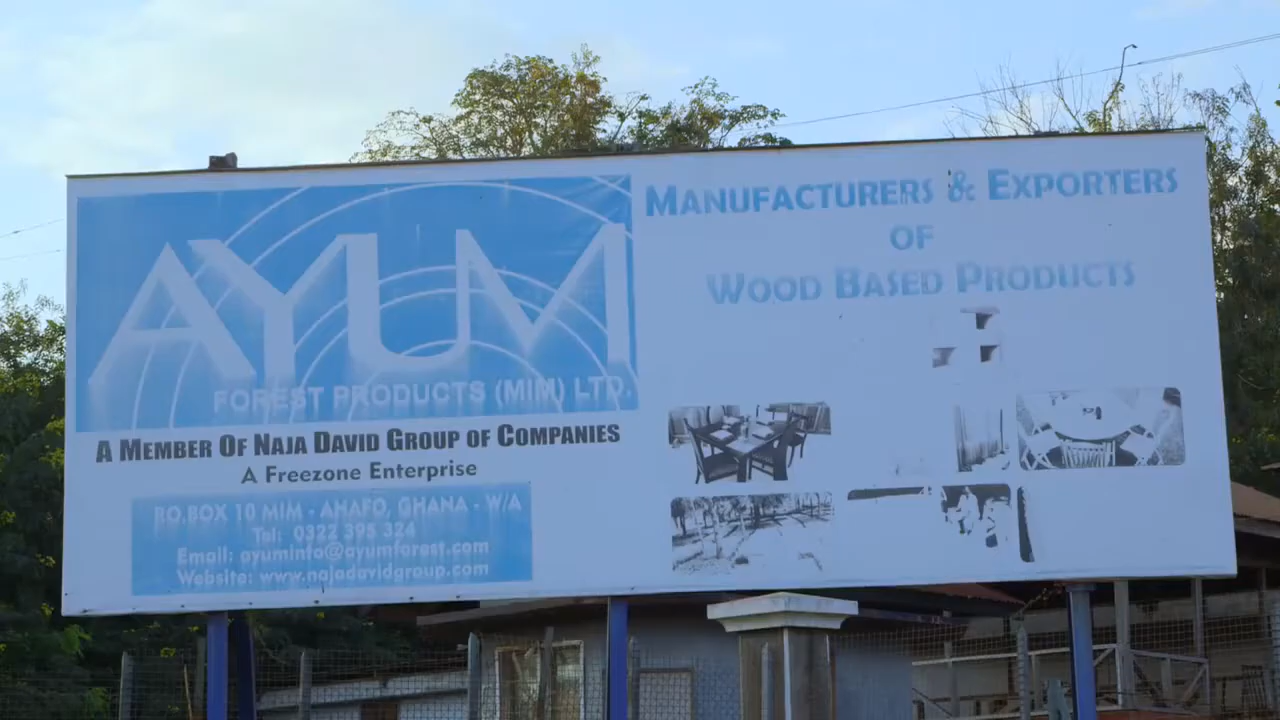 AYUM
FOREST PRODUCTS (MIM) LTD.
A MEMBER OF NAJA DAVID GROUP OF COMPANIES
A FREEZONE ENTERPRISE
P.O.BOX 10 MIM - AHAFO, GHANA - W/A
Tel: 0322 395 324
Email: ayuminfo@ayumforest.com
Website: www.najadavidgroup.com
MANUFACTURERS & EXPORTERS
OF
WOOD BASED PRODUCTS